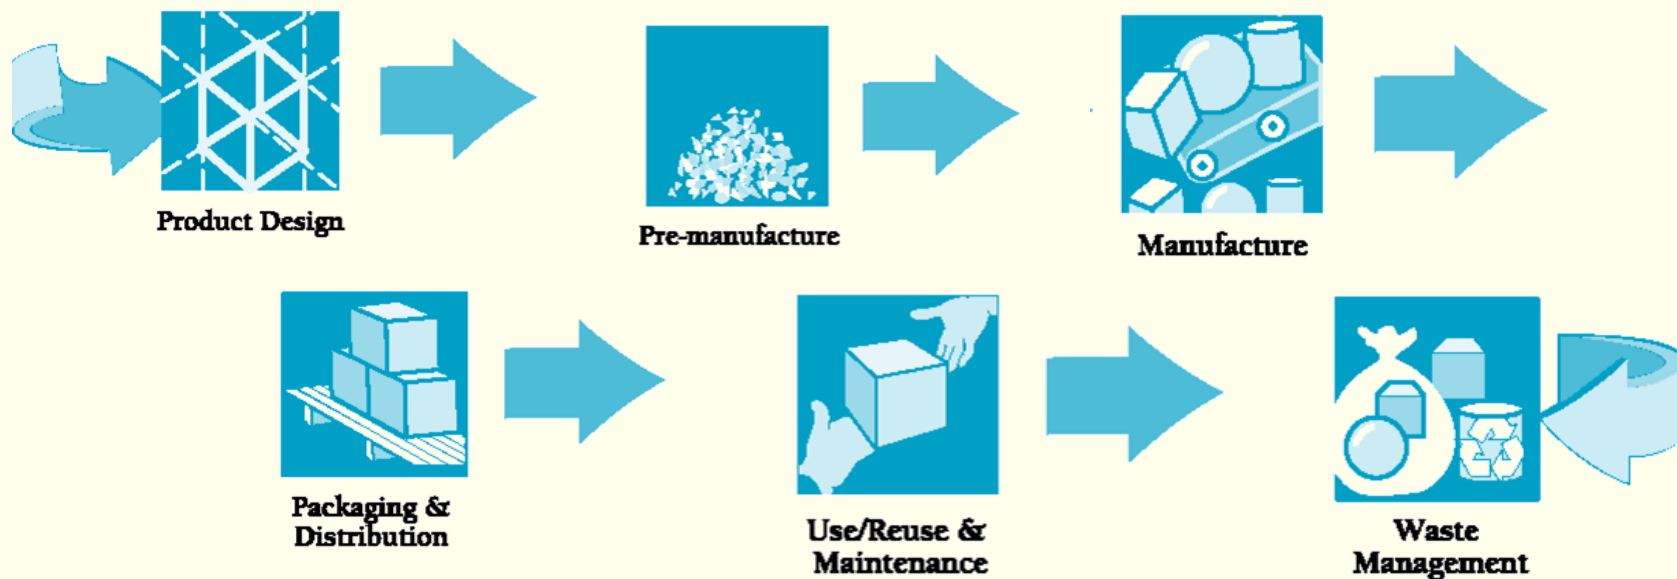 Product Design
Pre-manufacture
Manufacture
Packaging &
Distribution
Use/Reuse &
Maintenance
Waste
Management